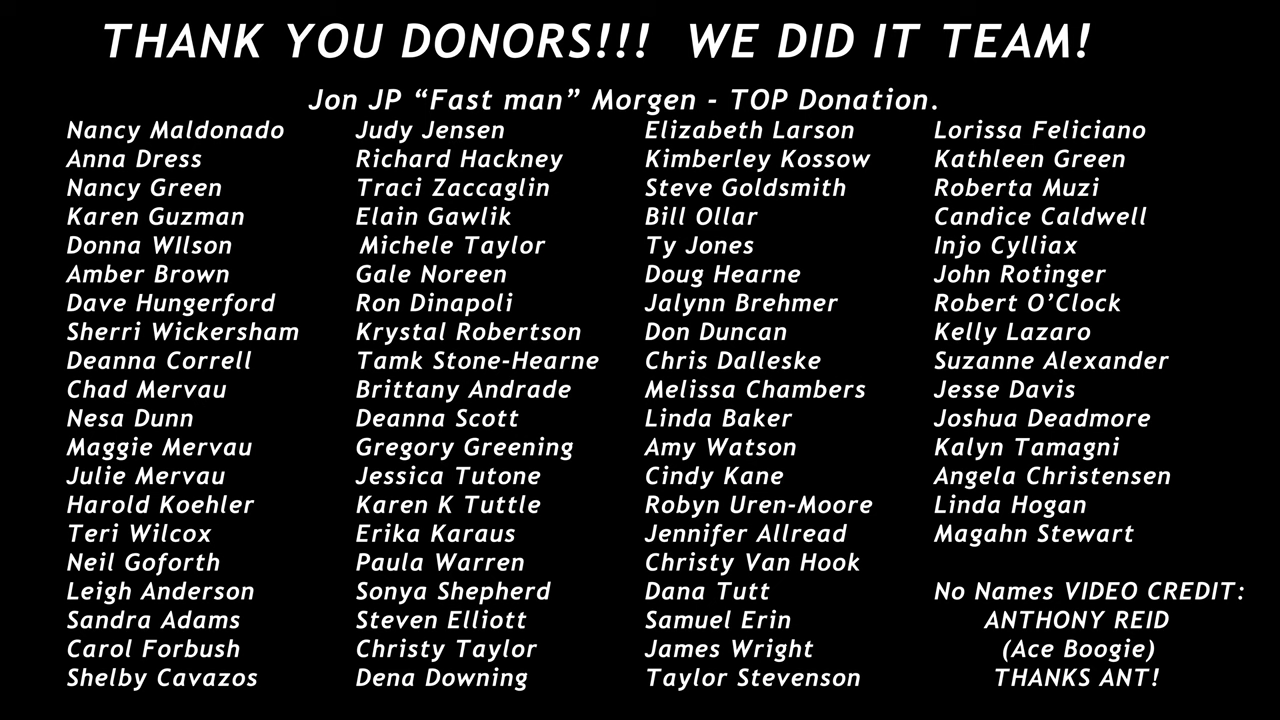 THANK YOU DONORS!!! WE DID IT TEAM!
Jon JP “Fast man” Morgen - TOP Donation.
Nancy Maldonado
Anna Dress
Nancy Green
Karen Guzman
Donna WIlson
Amber Brown
Dave Hungerford
Sherri Wickersham
Deanna Correll
Chad Mervau
Nesa Dunn
Maggie Mervau
Julie Mervau
Harold Koehler
Teri Wilcox
Neil Goforth
Leigh Anderson
Sandra Adams
Carol Forbush
Shelby Cavazos
Judy Jensen
Richard Hackney
Traci Zaccaglin
Elain Gawlik
Michele Taylor
Gale Noreen
Ron Dinapoli
Krystal Robertson
Tamk Stone-Hearne
Brittany Andrade
Deanna Scott
Gregory Greening
Jessica Tutone
Karen K Tuttle
Erika Karaus
Paula Warren
Sonya Shepherd
Steven Elliott
Christy Taylor
Dena Downing
Elizabeth Larson
Kimberley Kossow
Steve Goldsmith
Bill Ollar
Ty Jones
Doug Hearne
Jalynn Brehmer
Don Duncan
Chris Dalleske
Melissa Chambers
Linda Baker
Amy Watson
Cindy Kane
Robyn Uren-Moore
Jennifer Allread
Christy Van Hook
Dana Tutt
Samuel Erin
James Wright
Taylor Stevenson
Lorissa Feliciano
Kathleen Green
Roberta Muzi
Candice Caldwell
Injo Cylliax
John Rotinger
Robert O’Clock
Kelly Lazaro
Suzanne Alexander
Jesse Davis
Joshua Deadmore
Kalyn Tamagni
Angela Christensen
Linda Hogan
Magahn Stewart
No Names VIDEO CREDIT:
ANTHONY REID
(Ace Boogie)
THANKS ANT!